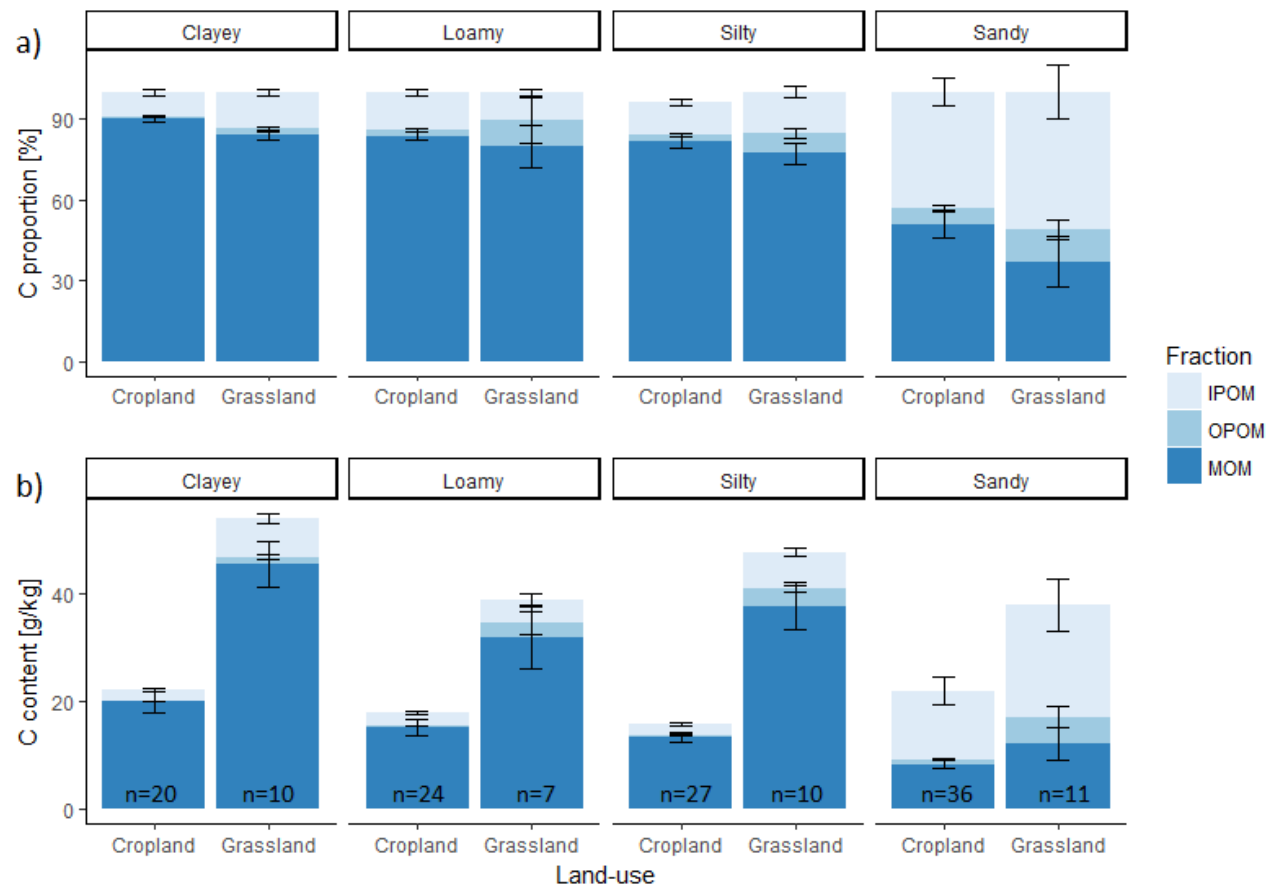 a)
Clayey Loamy Silty Sandy
C proportion [%]
90
60
30
0
Cropland Grassland Cropland Grassland Cropland Grassland Cropland Grassland
Fraction
IPOM
OPOM
MOM
b)
Clayey Loamy Silty Sandy
C content [g/kg]
40
20
0
n=20 n=10 n=24 n=7 n=27 n=10 n=36 n=11
Cropland Grassland Cropland Grassland Cropland Grassland Cropland Grassland
Land-use